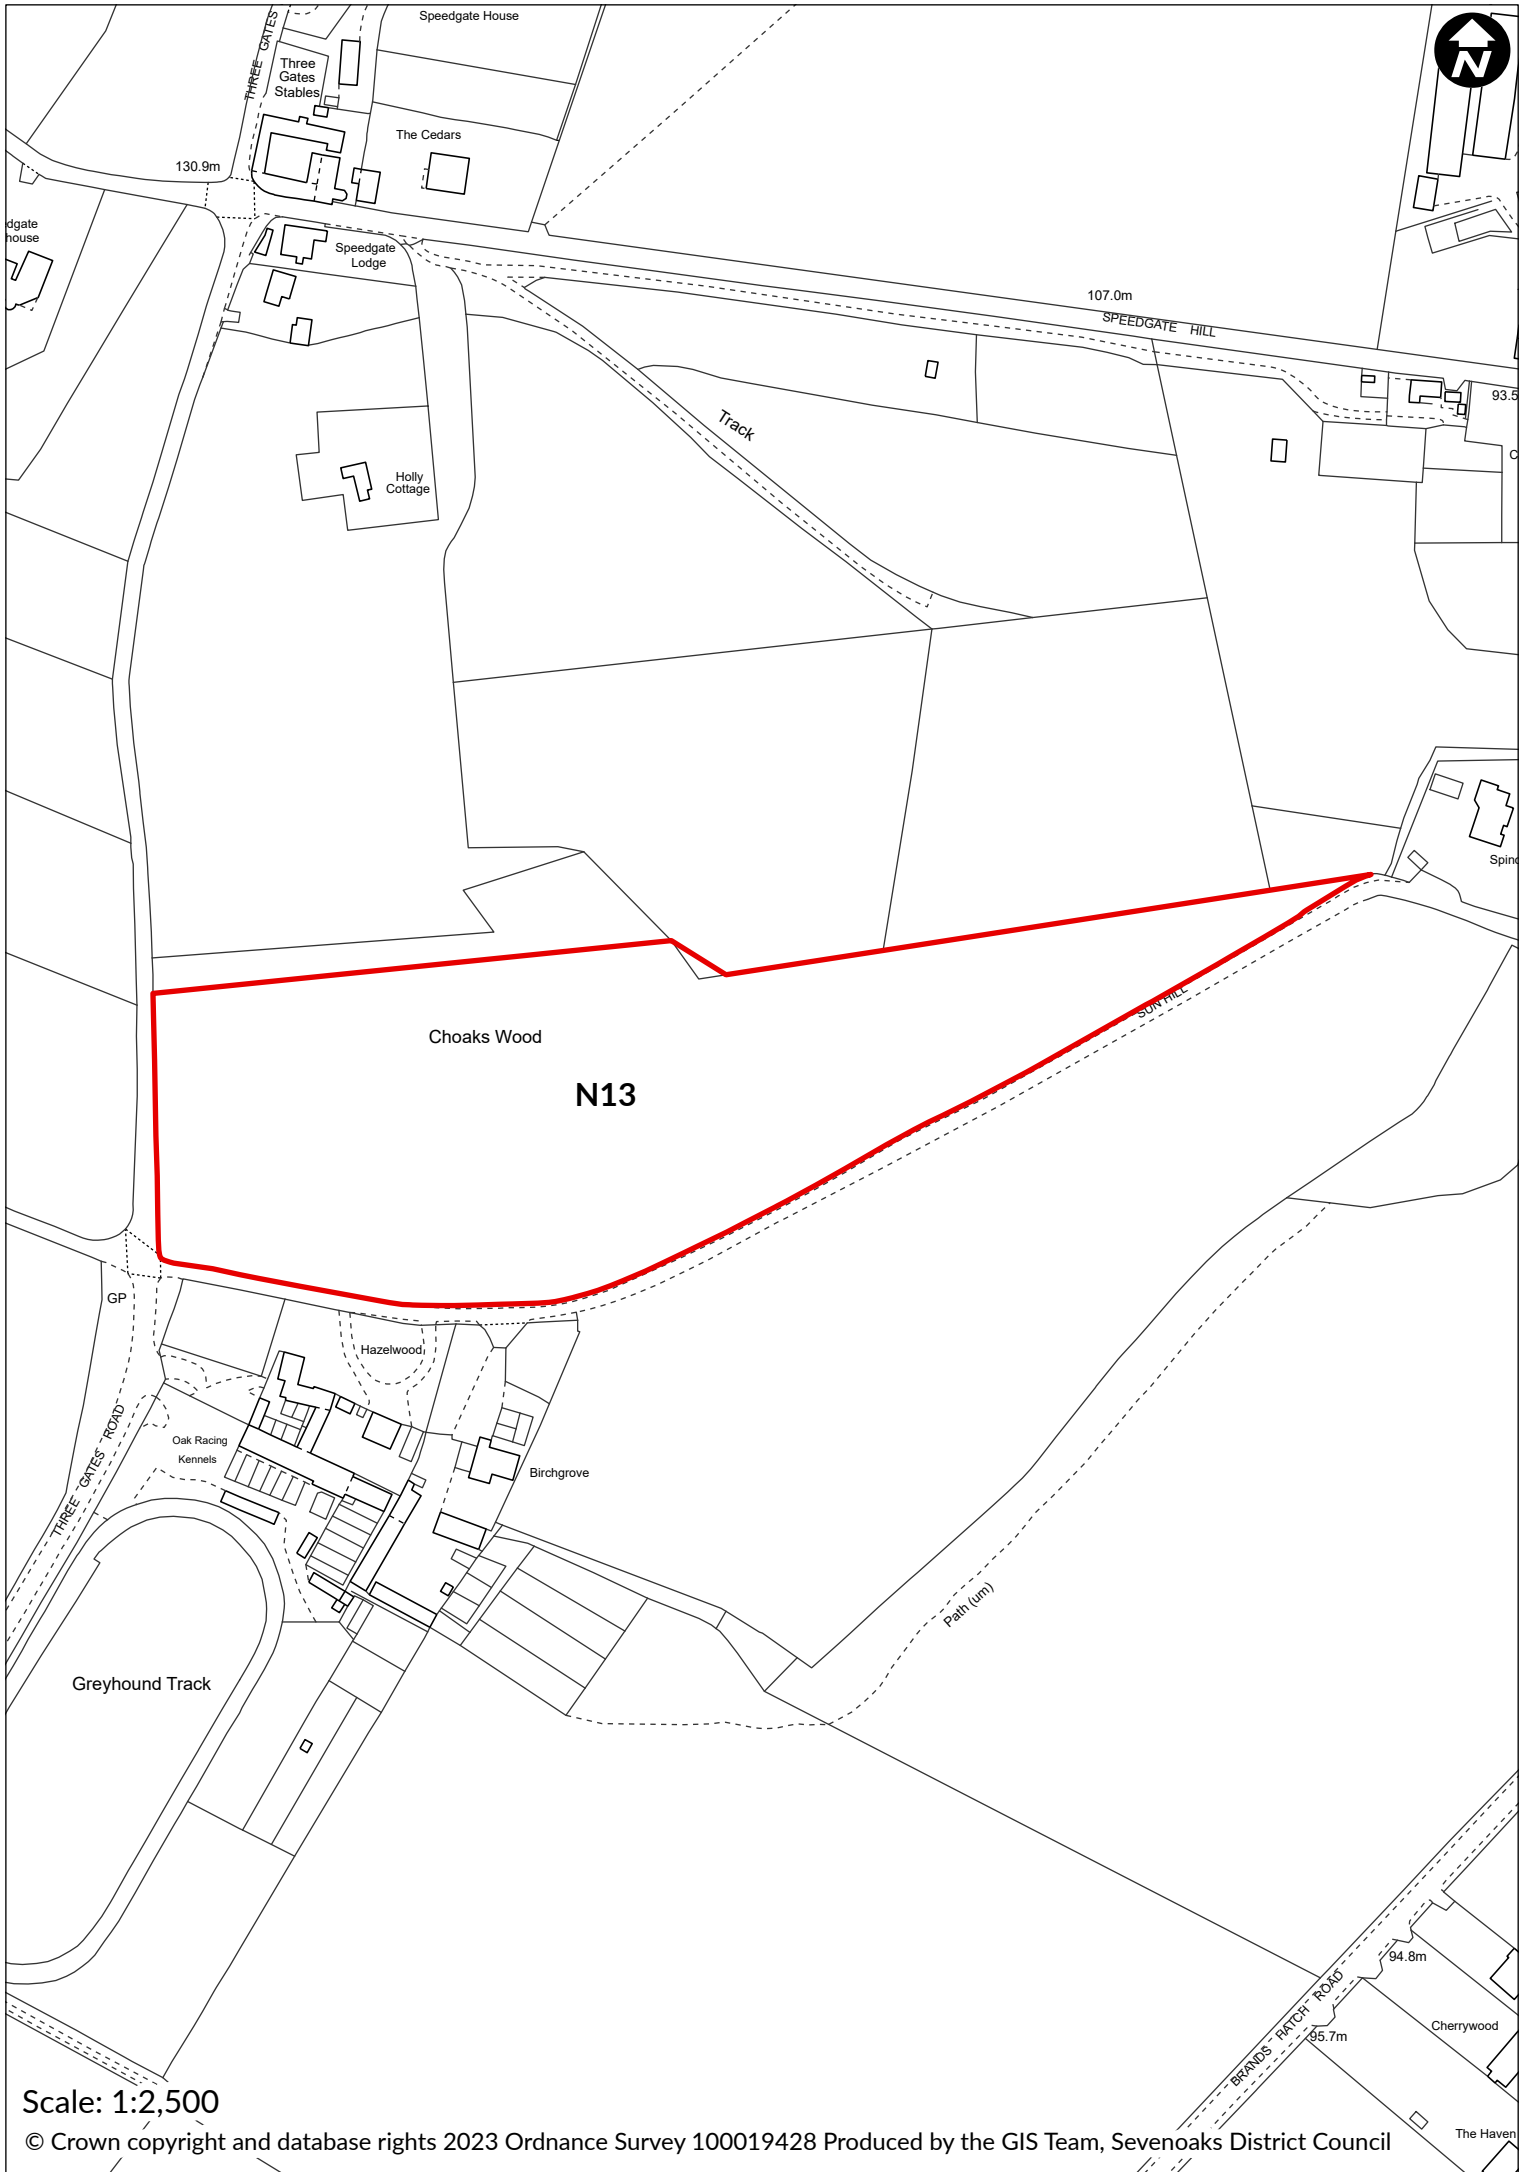 Speedgate House
N
THREE GATES
Three
Gates
Stables
The Cedars
130.9m
dgate
house
Speedgate
Lodge
107.0m
SPEEDGATE HILL
93.5
C
Track
Holly
Cottage
Spind
SUN HILL
Choaks Wood
N13
GP
Hazelwood
THREE GATES ROAD
Oak Racing
Kennels
Birchgrove
Path (um)
Greyhound Track
94.8m
BRANDS HATCH ROAD
Cherrywood
95.7m
The Haven
Scale: 1:2,500
© Crown copyright and database rights 2023 Ordnance Survey 100019428 Produced by the GIS Team, Sevenoaks District Council